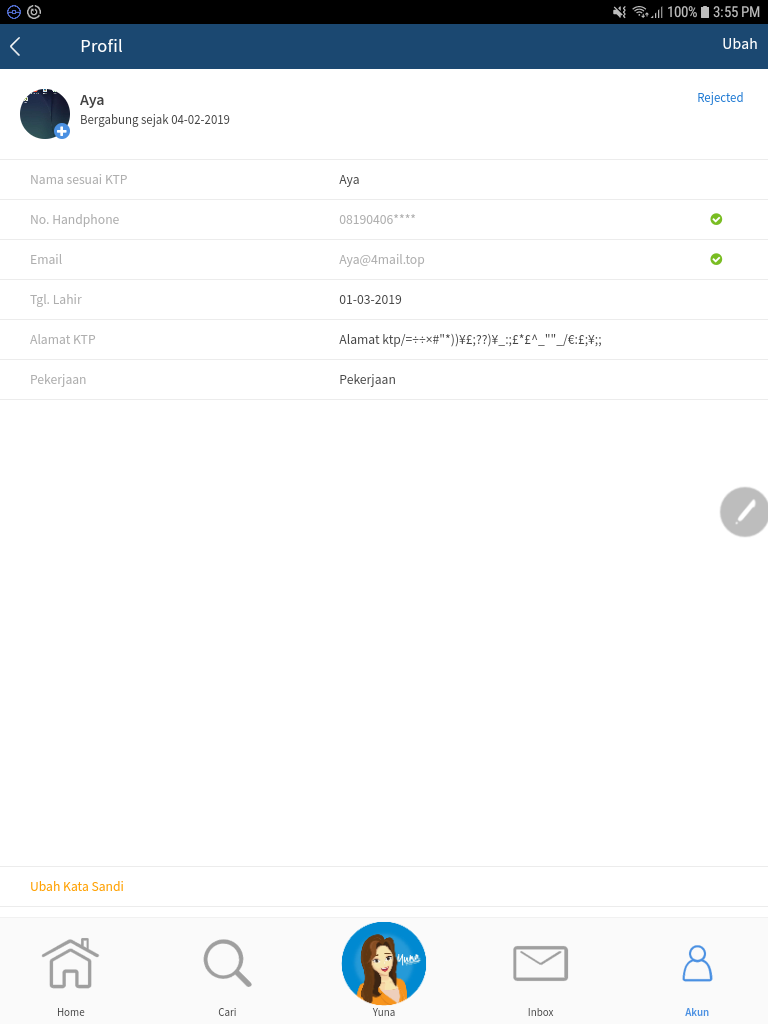 100% 3:55 PM
Profil
Ubah
Aya
Rejected
Bergabung sejak 04-02-2019
Nama sesuai KTP
Aya
No. Handphone
08190406****
Email
Aya@4mail.top
Tgl. Lahir
01-03-2019
Alamat KTP
Alamat ktp/=÷÷×#"*))¥£;??)¥_:;£*£^_""_/€:£;¥;;
Pekerjaan
Pekerjaan
Ubah Kata Sandi
Yuna
Home
Cari
Yuna
Inbox
Akun